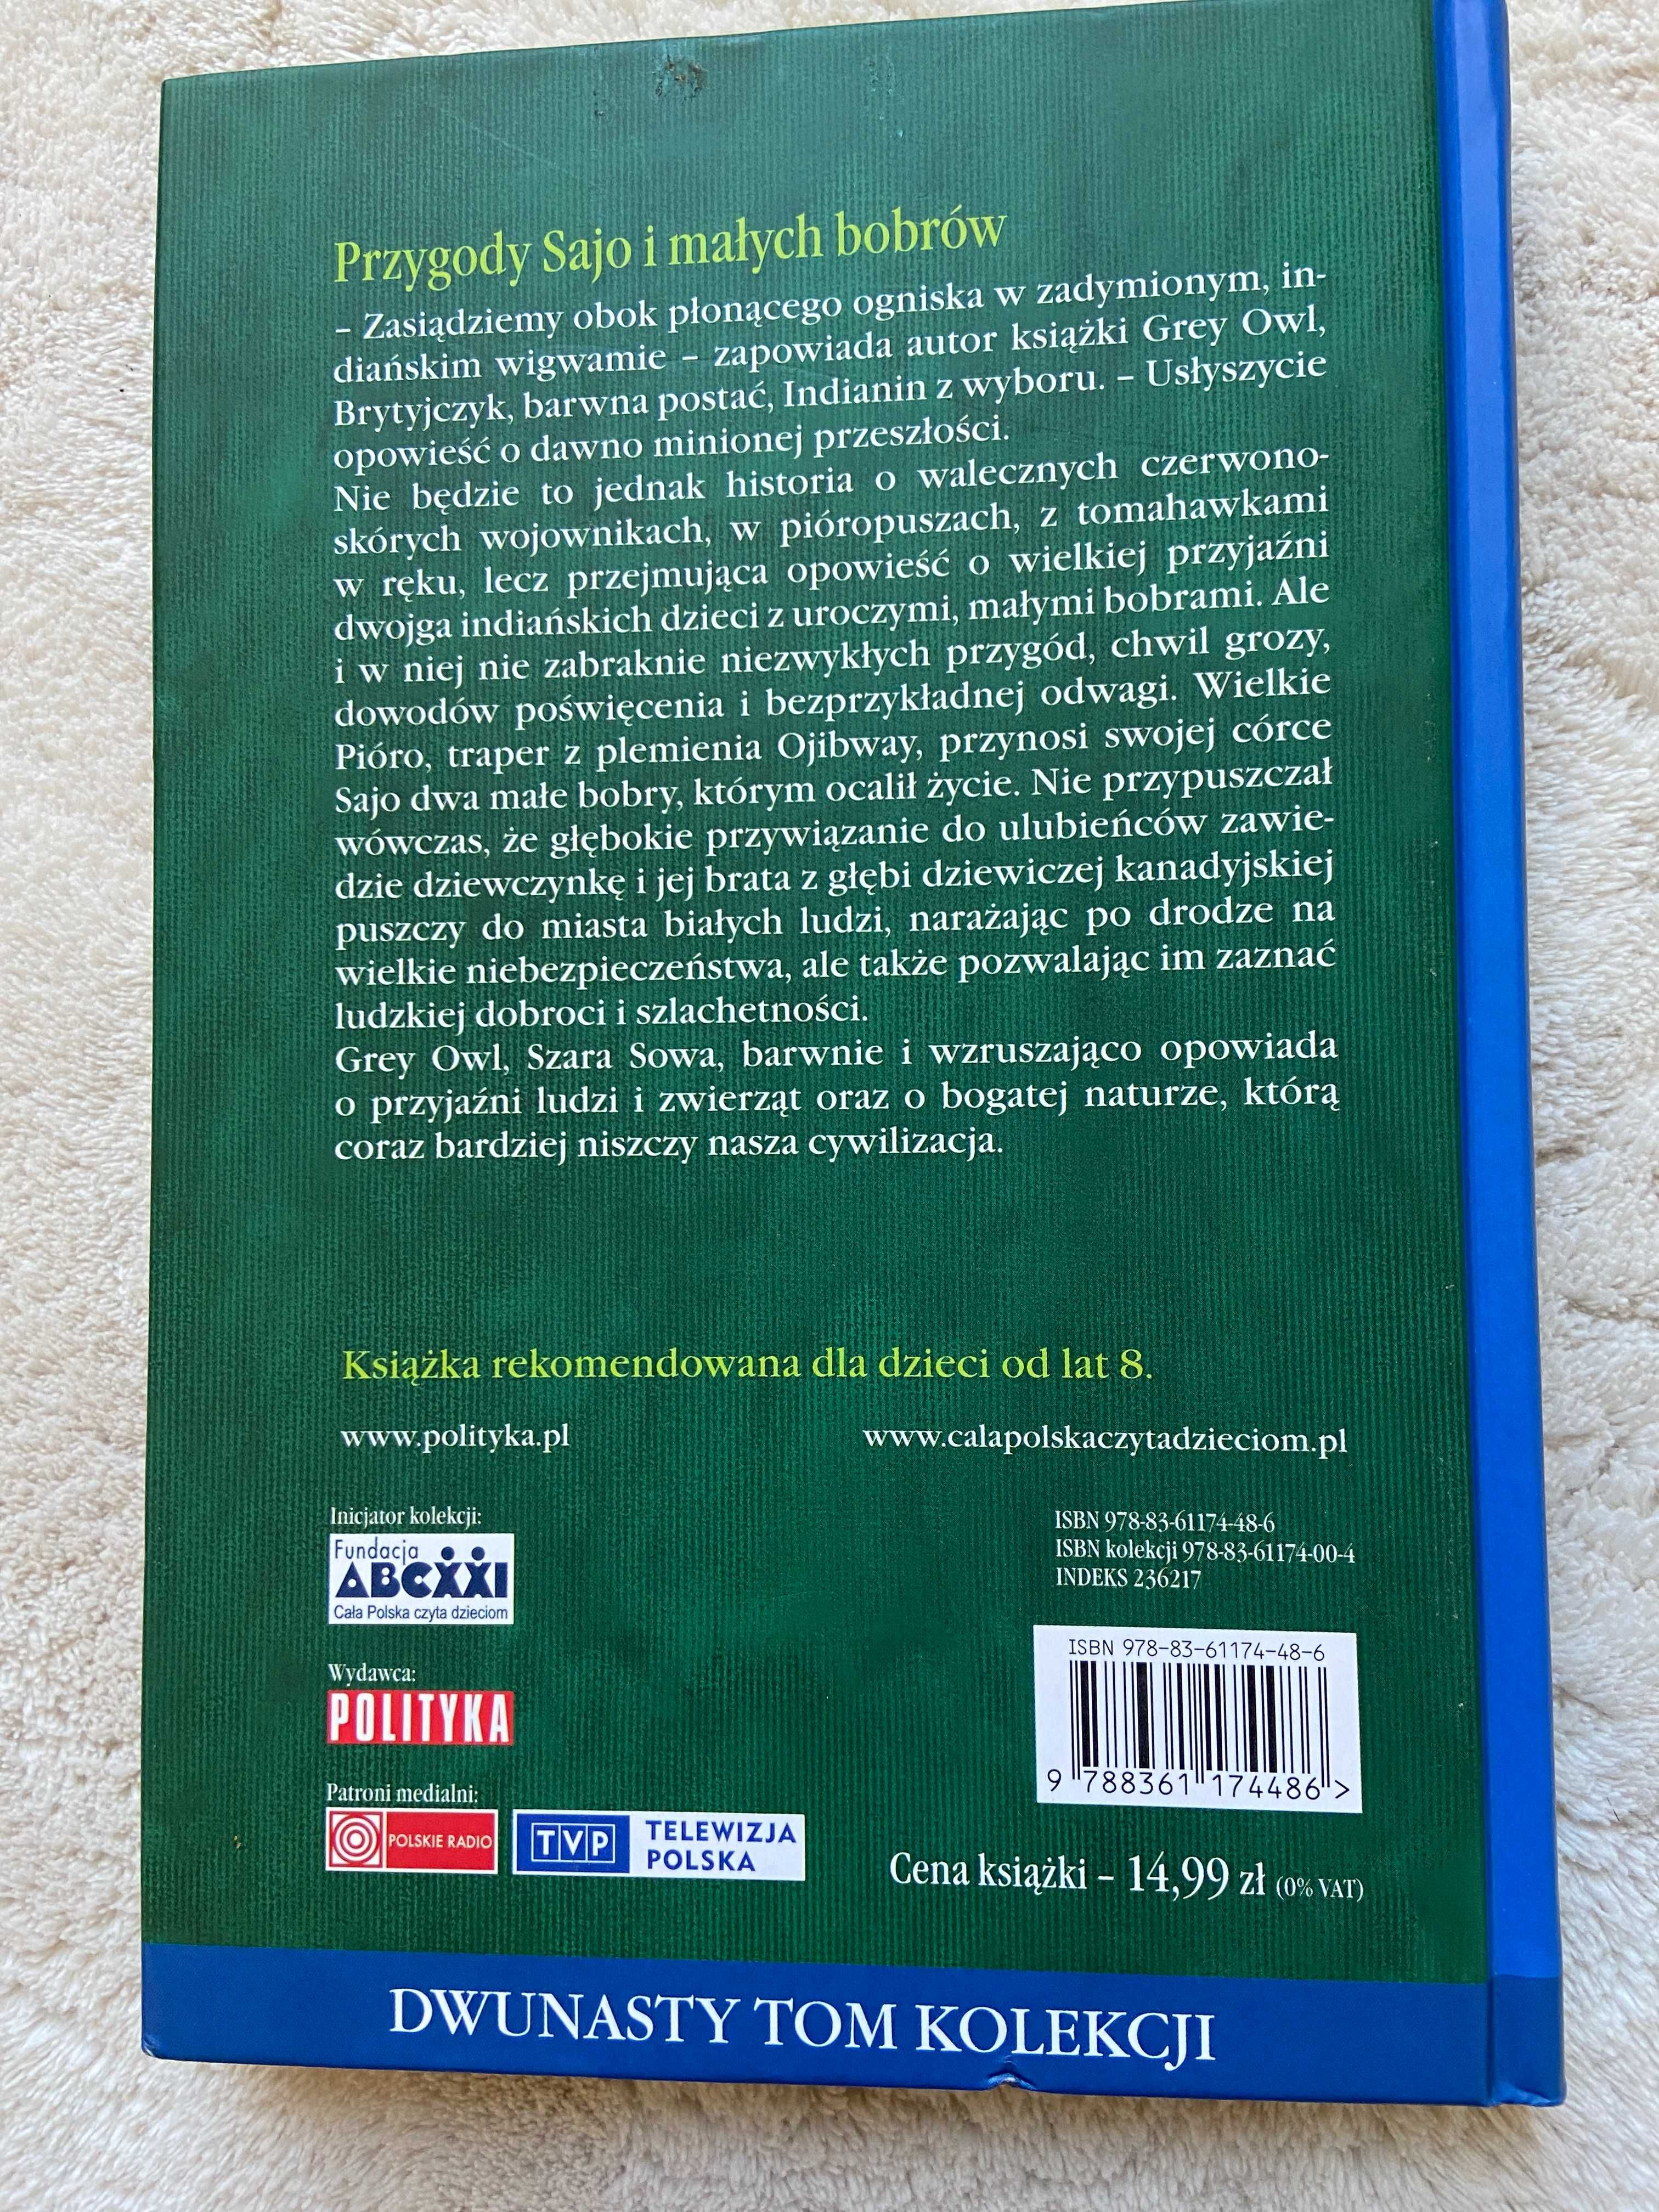 Przygody Sajo i małych bobrów
– Zasiądziemy obok płonącego ogniska w zadymionym, in-
diańskim wigwamie – zapowiada autor książki Grey Owl,
Brytyjczyk, barwna postać, Indianin z wyboru. – Usłyszycie
opowieść o dawno minionej przeszłości.
Nie będzie to jednak historia o walecznych czerwono-
skórych wojownikach, w pióropuszach, z tomahawkami
w ręku, lecz przejmująca opowieść o wielkiej przyjaźni
dwojga indiańskich dzieci z uroczymi, małymi bobrami. Ale
i w niej nie zabraknie niezwykłych przygód, chwil grozy,
dowodów poświęcenia i bezprzykładnej odwagi. Wielkie
Pióro, traper z plemienia Ojibway, przynosi swojej córce
Sajo dwa małe bobry, którym ocalił życie. Nie przypuszczał
wówczas, że głębokie przywiązanie do ulubieńców zawie-
dzie dziewczynkę i jej brata z głębi dziewiczej kanadyjskiej
puszczy do miasta białych ludzi, narażając po drodze na
wielkie niebezpieczeństwa, ale także pozwalając im zaznać
ludzkiej dobroci i szlachetności.
Grey Owl, Szara Sowa, barwnie i wzruszająco opowiada
o przyjaźni ludzi i zwierząt oraz o bogatej naturze, którą
coraz bardziej niszczy nasza cywilizacja.
Książka rekomendowana dla dzieci od lat 8.
www.polityka.pl
www.calapolskaczytadzieciom.pl
Inicjator kolekcji:
Fundacja
ABCXXI
Cała Polska czyta dzieciom
Wydawca:
POLITYKA
Patroni medialni:
POLSKIE RADIO
TVP TELEWIZJA
POLSKA
ISBN 978-83-61174-48-6
ISBN kolekcji 978-83-61174-00-4
INDEKS 236217
ISBN 978-83-61174-48-6
9 788361 174486 >
Cena książki – 14,99 zł (0% VAT)
DWUNASTY TOM KOLEKCJI